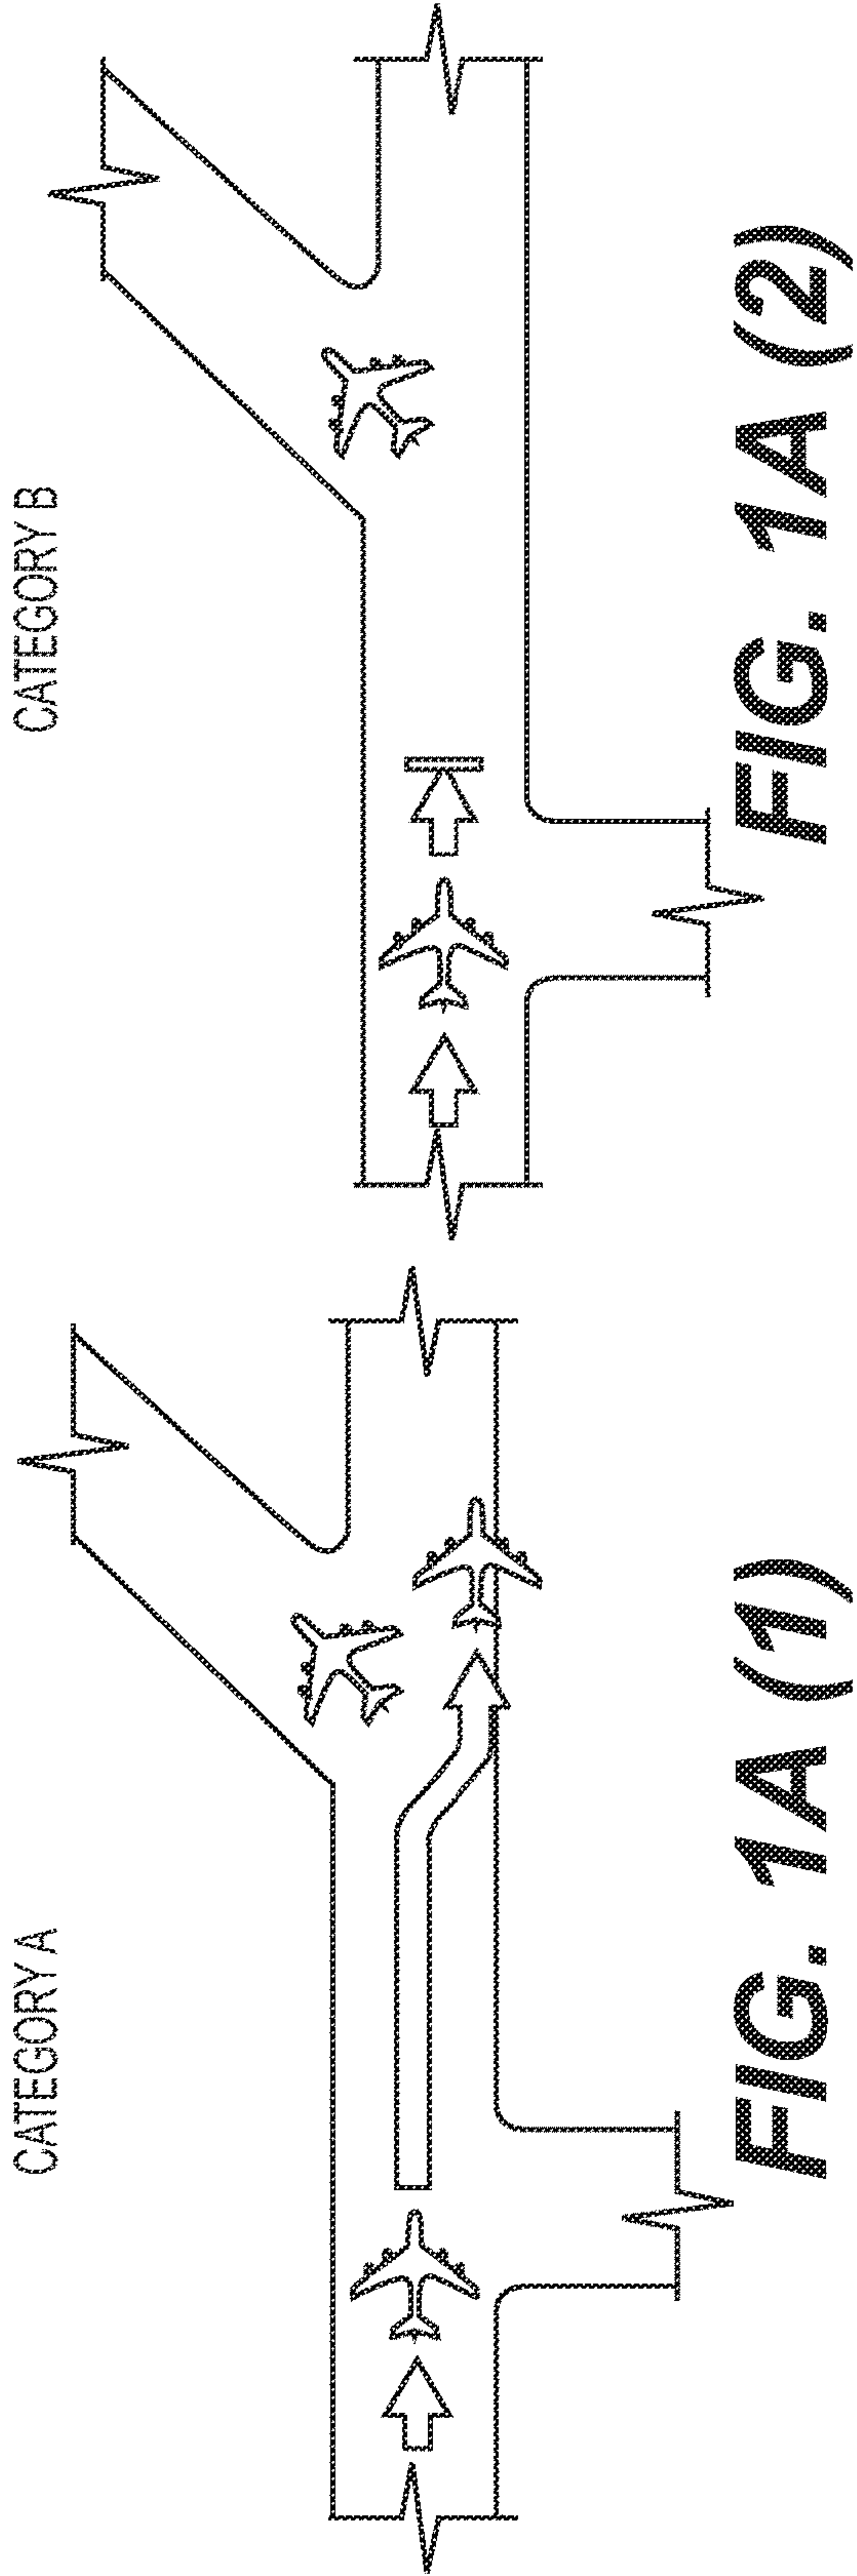 CATEGORY A
FIG. 1A (1)
CATEGORY B
FIG. 1A (2)